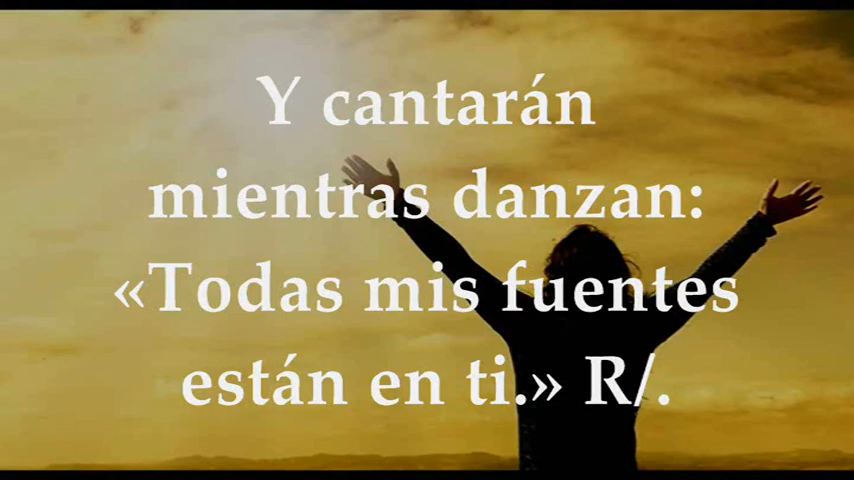 Y cantarán
mientras danzan:
«Todas mis fuentes
están en ti.» R/.